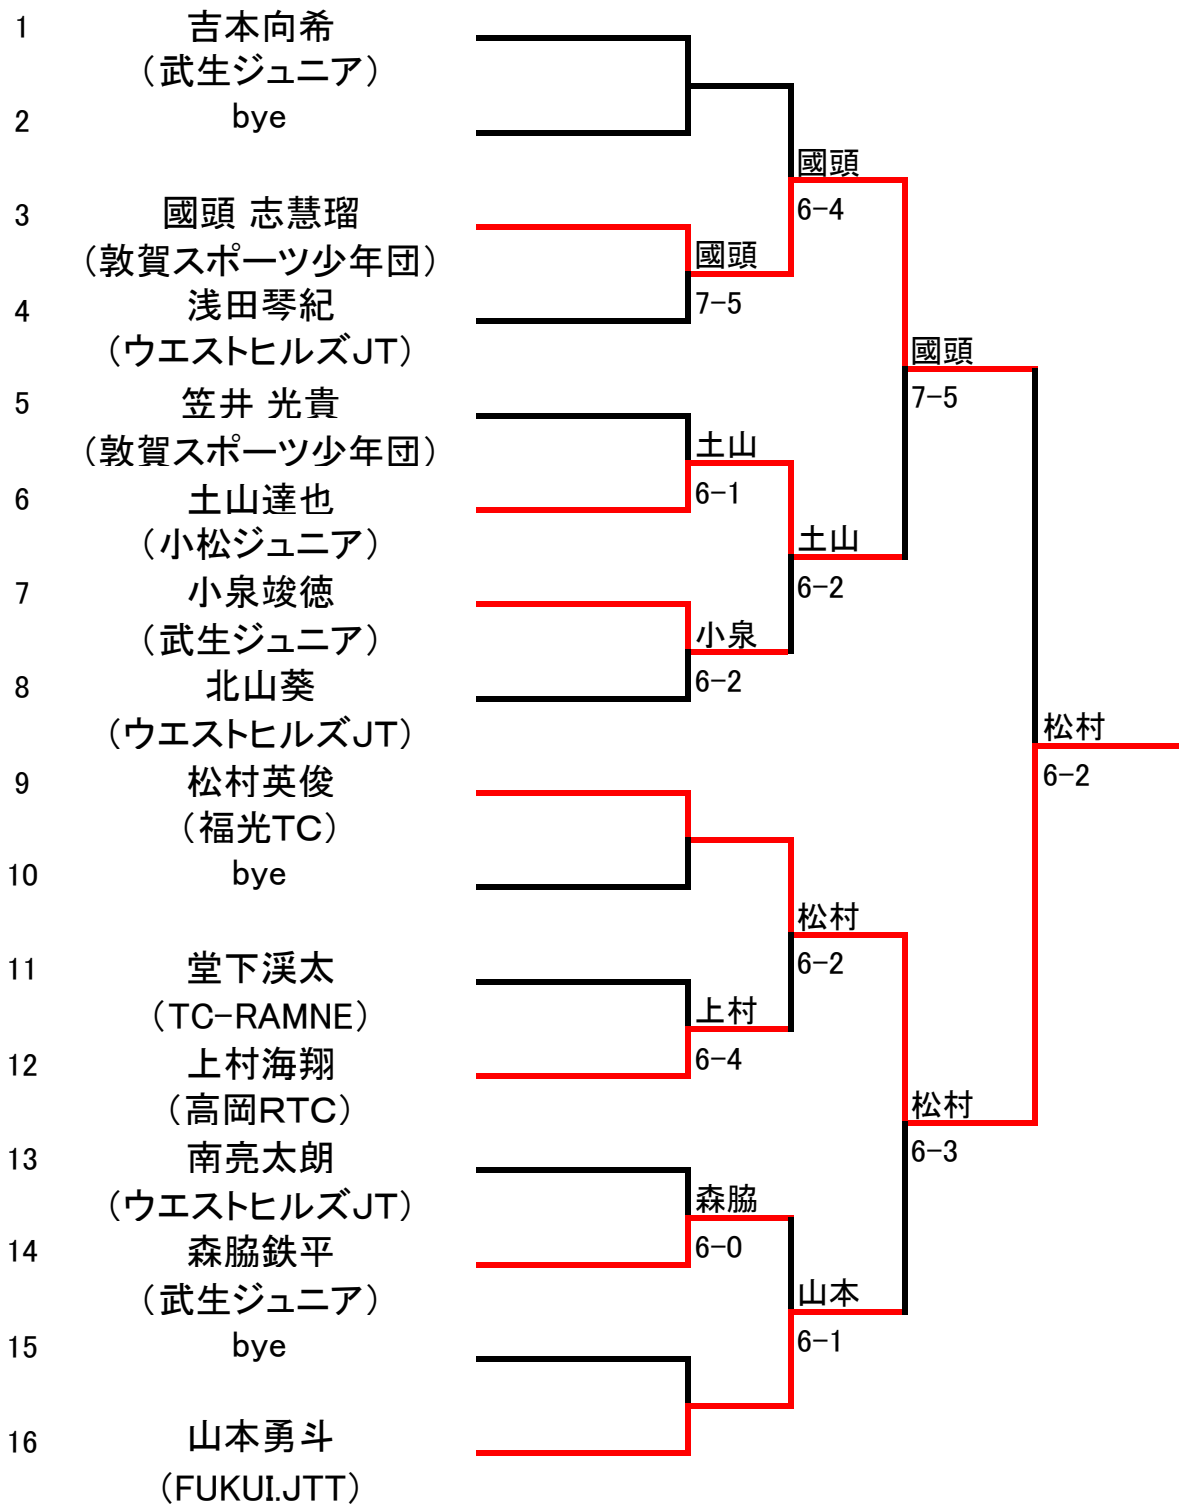 1 吉本向希
(武生ジュニア)
2 bye
3 國頭 志慧瑠
(敦賀スポーツ少年団)
4 浅田琴紀
(ウエストヒルズJT)
5 笠井 光貴
(敦賀スポーツ少年団)
6 土山達也
(小松ジュニア)
7 小泉竣徳
(武生ジュニア)
8 北山葵
(ウエストヒルズJT)
9 松村英俊
(福光TC)
10 bye
11 堂下渓太
(TC-RAMNE)
12 上村海翔
(高岡RTC)
13 南亮太朗
(ウエストヒルズJT)
14 森脇鉄平
(武生ジュニア)
15 bye
16 山本勇斗
(FUKUI.JTT)
國頭
7-5
土山
6-1
小泉
6-2
上村
6-4
森脇
6-0
國頭
6-4
土山
6-2
松村
6-2
山本
6-1
國頭
7-5
松村
6-3
松村
6-2